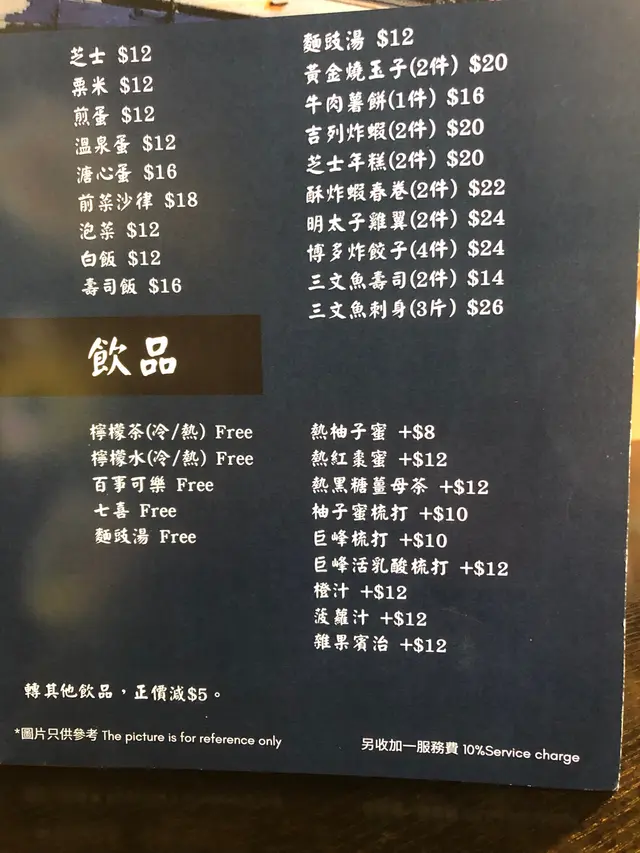 芝士 $12
粟米 $12
煎蛋 $12
溫泉蛋 $12
溏心蛋 $16
前菜沙律 $18
泡菜 $12
白飯 $12
壽司飯 $16
麵豉湯 $12
黃金燒玉子(2件) $20
牛肉薯餅(1件) $16
吉列炸蝦(2件) $20
芝士年糕(2件) $20
酥炸蝦春卷(2件) $22
明太子雞翼(2件) $24
博多炸餃子(4件) $24
三文魚壽司(2件) $14
三文魚刺身(3片) $26
飲品
檸檬茶(冷/熱) Free
檸檬水(冷/熱) Free
百事可樂 Free
七喜 Free
麵豉湯 Free
熱柚子蜜 +$8
熱紅棗蜜 +$12
熱黑糖薑母茶 +$12
柚子蜜梳打 +$10
巨峰梳打 +$10
巨峰活乳酸梳打 +$12
橙汁 +$12
菠蘿汁 +$12
雜果賓治 +$12
轉其他飲品，正價減$5。
*圖片只供參考 The picture is for reference only
另收加一服務費 10%Service charge